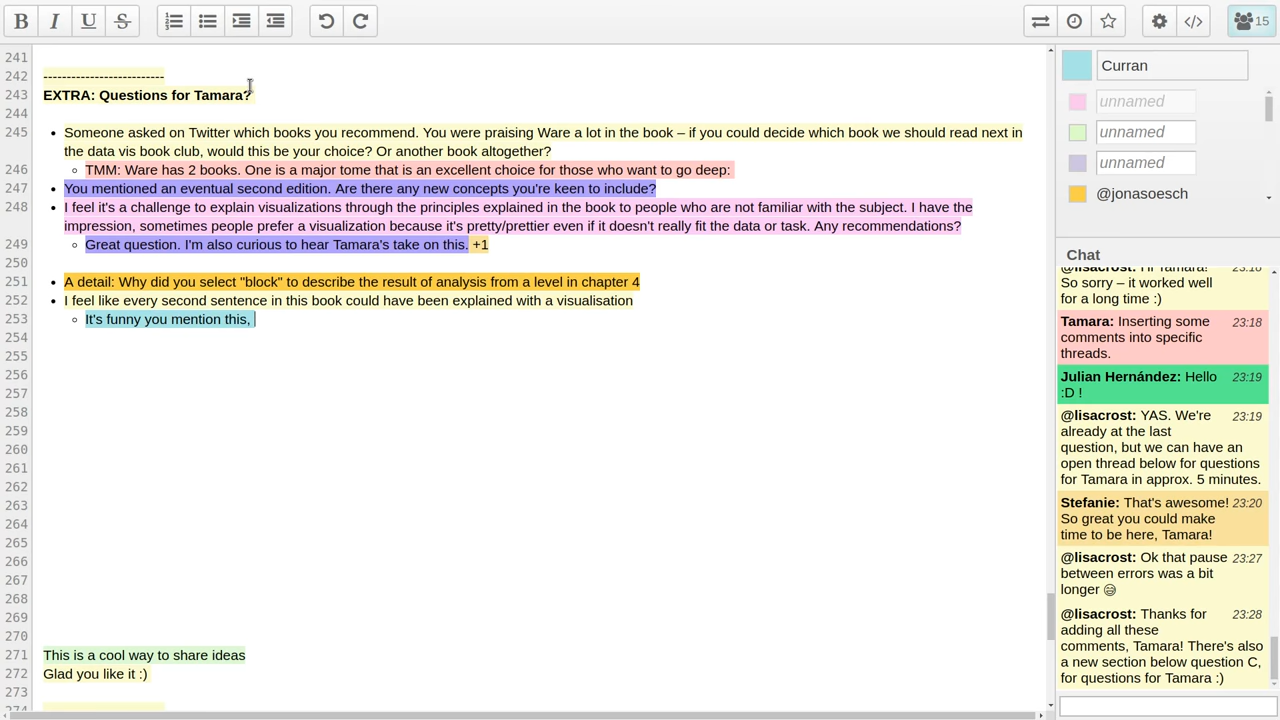 B I U S
15
241
242 --------------------------
243 EXTRA: Questions for Tamara?
244
245 Someone asked on Twitter which books you recommend. You were praising Ware a lot in the book – if you could decide which book we should read next in
the data vis book club, would this be your choice? Or another book altogether?
246 TMM: Ware has 2 books. One is a major tome that is an excellent choice for those who want to go deep:
247 You mentioned an eventual second edition. Are there any new concepts you're keen to include?
248 I feel it's a challenge to explain visualizations through the principles explained in the book to people who are not familiar with the subject. I have the
impression, sometimes people prefer a visualization because it's pretty/prettier even if it doesn't really fit the data or task. Any recommendations?
249 Great question. I'm also curious to hear Tamara's take on this. +1
250
251 A detail: Why did you select "block" to describe the result of analysis from a level in chapter 4
252 I feel like every second sentence in this book could have been explained with a visualisation
253 It's funny you mention this,
254
255
256
257
258
259
260
261
262
263
264
265
266
267
268
269
270
271 This is a cool way to share ideas
272 Glad you like it :)
273
274
Curran
unnamed
unnamed
unnamed
@jonasoesch
Chat
@lisacrost: Hi Tamara! 23:18
So sorry – it worked well
for a long time :)
Tamara: Inserting some 23:18
comments into specific
threads.
Julian Hernández: Hello 23:19
:D !
@lisacrost: YAS. We're 23:19
already at the last
question, but we can have an
open thread below for questions
for Tamara in approx. 5 minutes.
Stefanie: That's awesome! 23:20
So great you could make
time to be here, Tamara!
@lisacrost: Ok that pause 23:27
between errors was a bit
longer 😅
@lisacrost: Thanks for 23:28
adding all these
comments, Tamara! There's also
a new section below question C,
for questions for Tamara :)